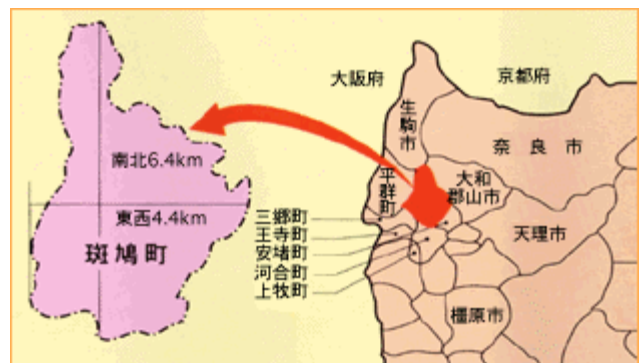 南北6.4km
東西4.4km
斑鳩町
大阪府
京都府
生駒市
奈良市
平群町
大和
郡山市
天理市
三郷町
王寺町
安堵町
河合町
上牧町
橿原市